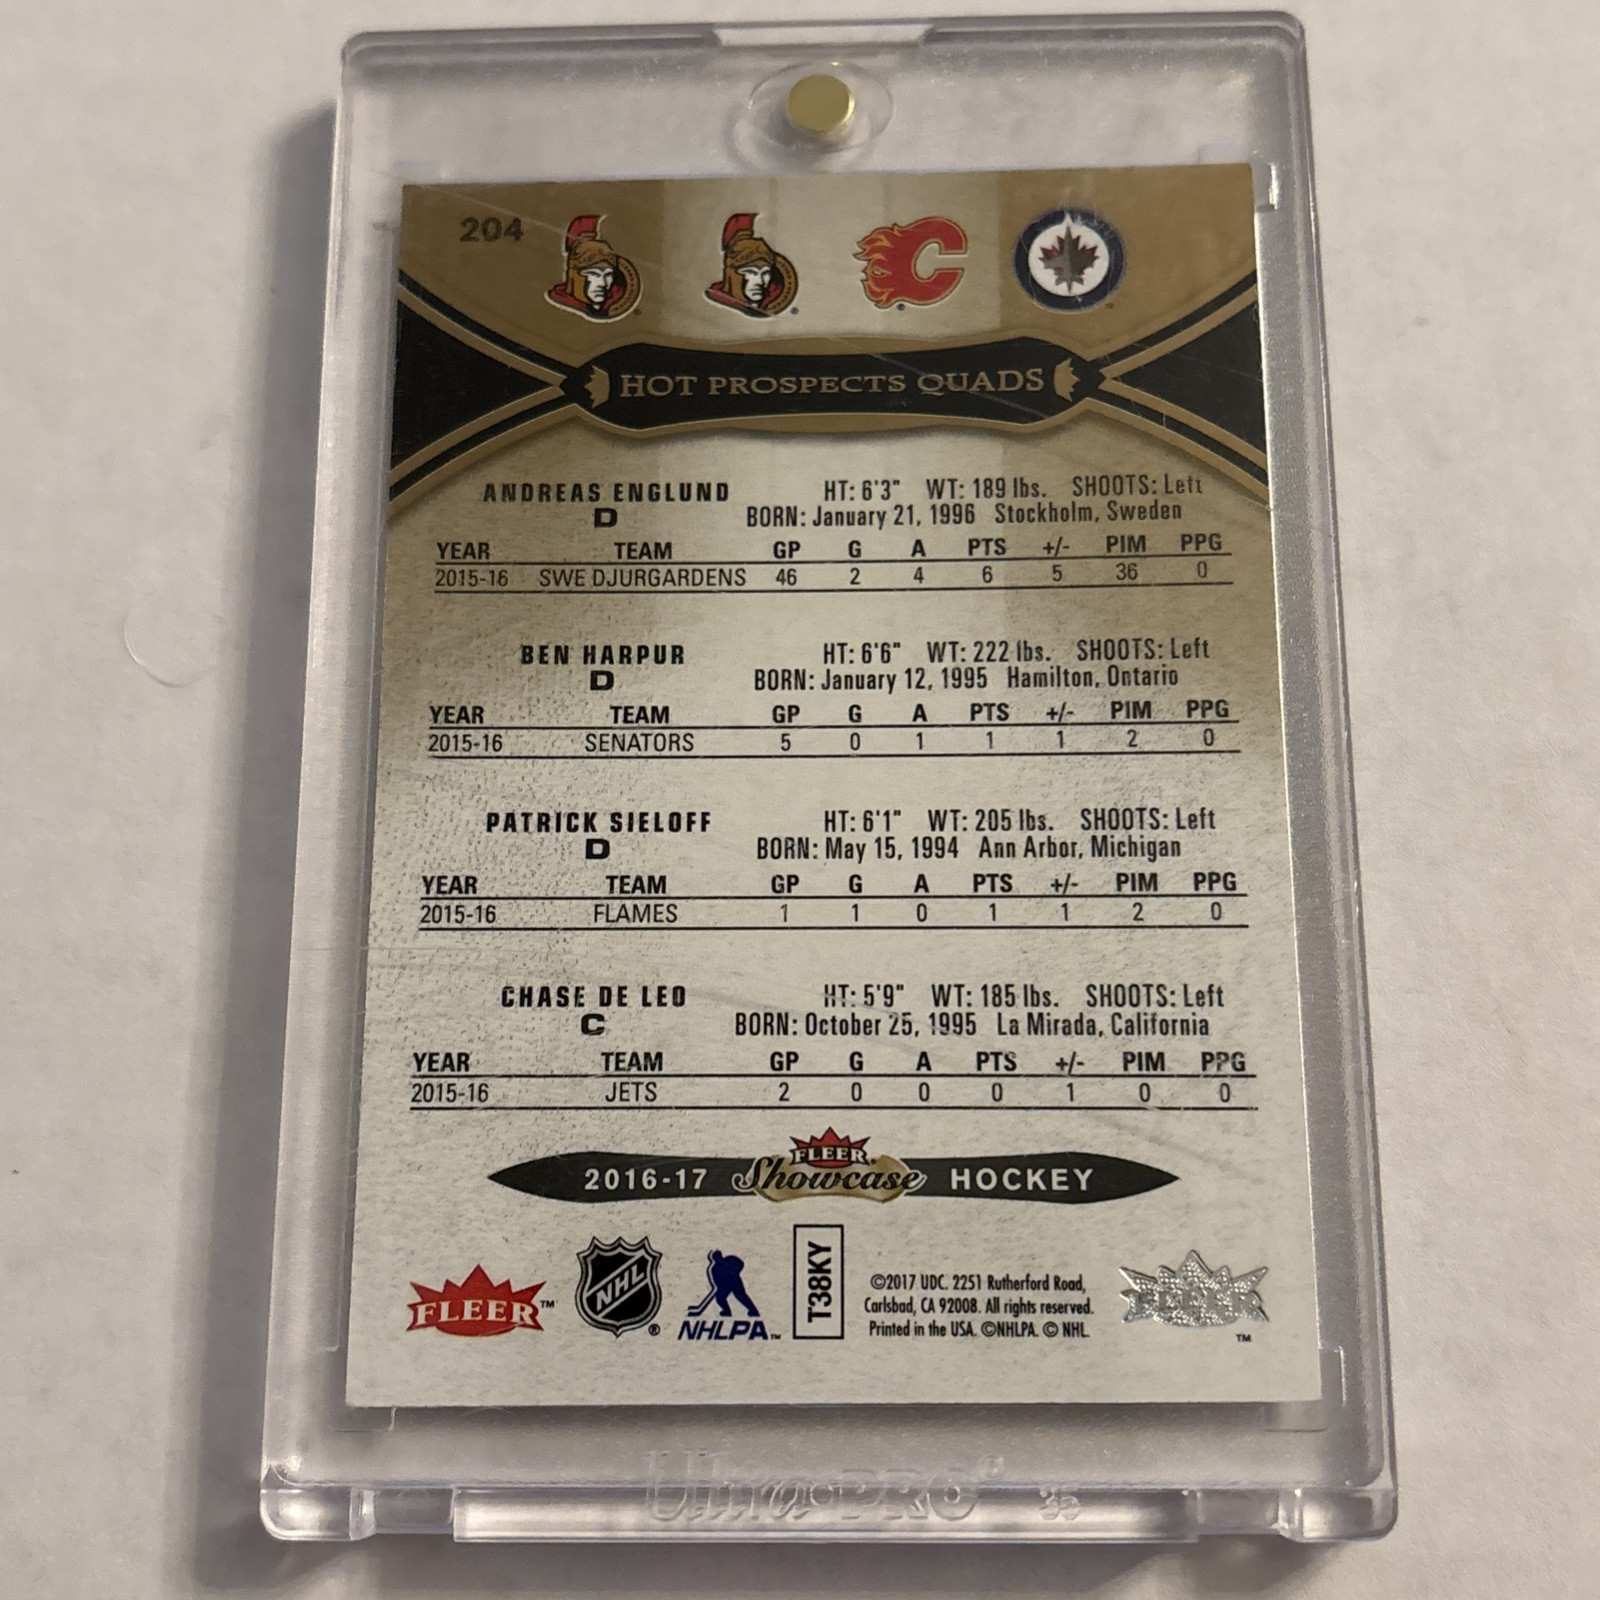 204
HOT PROSPECTS QUADS
ANDREAS ENGLUND HT: 6'3" WT: 189 lbs. SHOOTS: Left
D BORN: January 21, 1996 Stockholm, Sweden
YEAR TEAM GP G A PTS +/- PIM PPG
2015-16 SWE DJURGARDENS 46 2 4 6 5 36 0
BEN HARPUR HT: 6'6" WT: 222 lbs. SHOOTS: Left
D BORN: January 12, 1995 Hamilton, Ontario
YEAR TEAM GP G A PTS +/- PIM PPG
2015-16 SENATORS 5 0 1 1 1 2 0
PATRICK SIELOFF HT: 6'1" WT: 205 lbs. SHOOTS: Left
D BORN: May 15, 1994 Ann Arbor, Michigan
YEAR TEAM GP G A PTS +/- PIM PPG
2015-16 FLAMES 1 1 0 1 1 2 0
CHASE DE LEO HT: 5'9" WT: 185 lbs. SHOOTS: Left
C BORN: October 25, 1995 La Mirada, California
YEAR TEAM GP G A PTS +/- PIM PPG
2015-16 JETS 2 0 0 0 1 0 0
FLEER
2016-17 Showcase HOCKEY
FLEER™ NHL® NHLPA™ T38KY
©2017 UDC. 2251 Rutherford Road,
Carlsbad, CA 92008. All rights reserved.
Printed in the USA. ©NHLPA. © NHL.
FLEER™
Ultra•PRO® 35